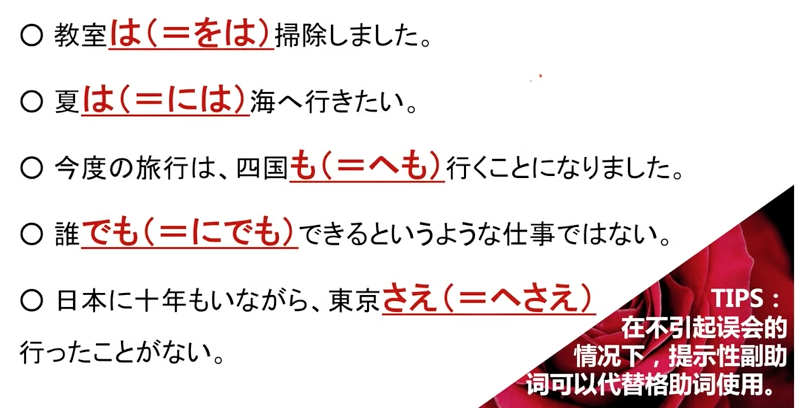 〇 教室は(＝をは)掃除しました。
〇 夏は(＝には)海へ行きたい。
〇 今度の旅行は、四国も(＝へも)行くことになりました。
〇 誰でも(＝にでも)できるというような仕事ではない。
〇 日本に十年もいながら、東京さえ(＝へさえ)
行ったことがない。
TIPS：
在不引起误会的
情况下，提示性副助
词可以代替格助词使用。